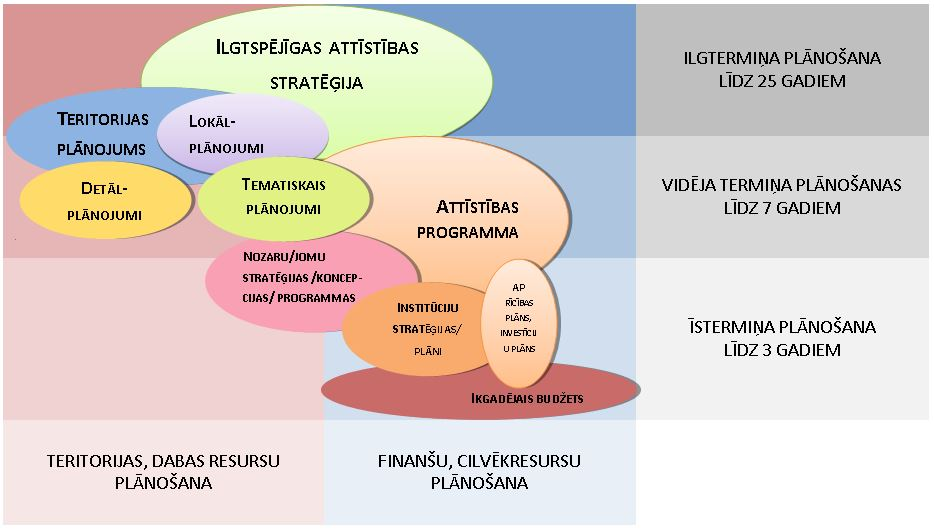 ILGTSPĒJĪGAS ATTĪSTĪBAS
STRATĒĢIJA
TERITORIJAS
PLĀNOJUMS
LOKĀL-
PLĀNOJUMI
DETĀL-
PLĀNOJUMI
TEMATISKAIS
PLĀNOJUMI
ATTĪSTĪBAS
PROGRAMMA
NOZARU/JOMU
STRATĒĢIJAS /KONCEP-
CIJAS/ PROGRAMMAS
INSTITŪCIJU
STRATĒĢIJAS/
PLĀNI
AP
RĪCĪBAS
PLĀNS,
INVESTĪCIJ
U PLĀNS
IKGADĒJAIS BUDŽETS
ILGTERMIŅA PLĀNOŠANA
LĪDZ 25 GADIEM
VIDĒJA TERMIŅA PLĀNOŠANAS
LĪDZ 7 GADIEM
ĪSTERMIŅA PLĀNOŠANA
LĪDZ 3 GADIEM
TERITORIJAS, DABAS RESURSU
PLĀNOŠANA
FINANŠU, CILVĒKRESURSU
PLĀNOŠANA